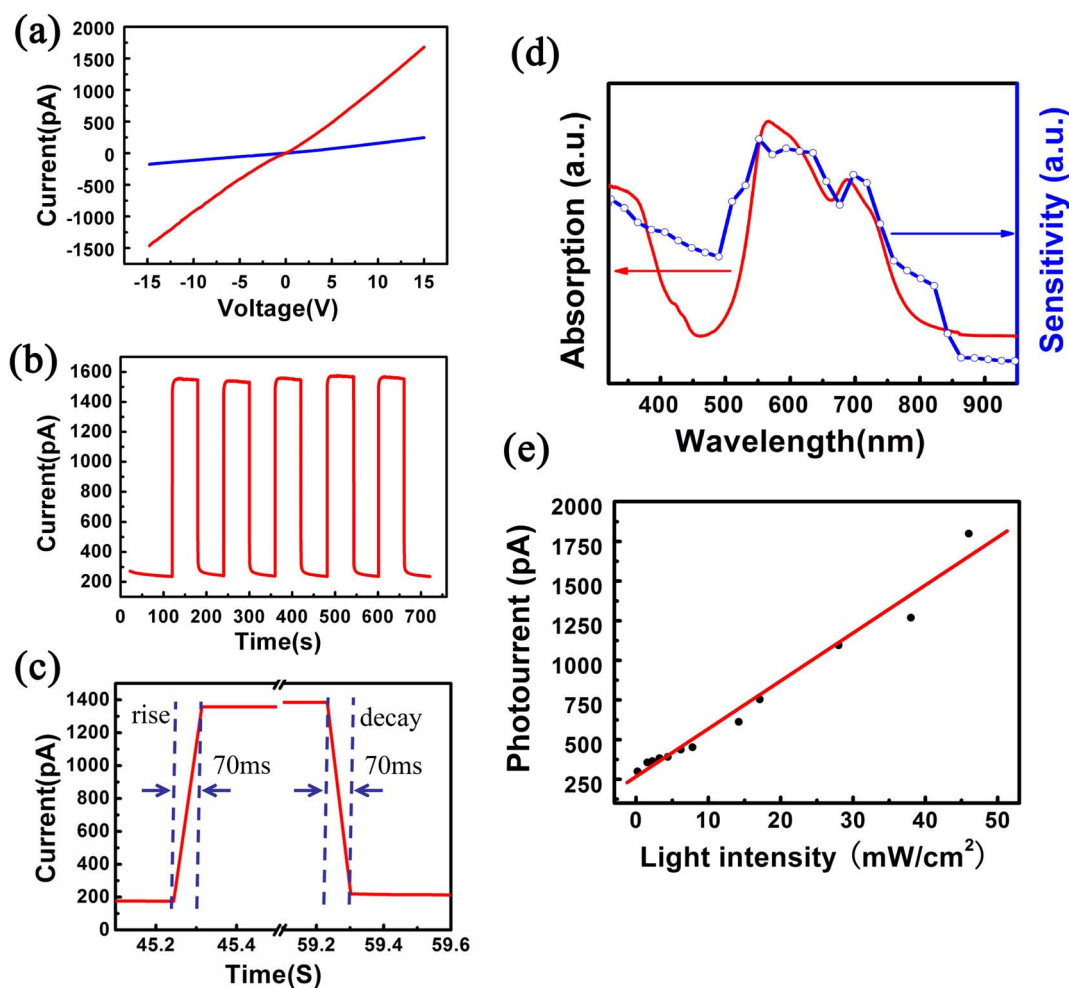 (a)
2000
1500
1000
500
0
-500
-1000
-1500
Current(pA)
-15 -10 -5 0 5 10 15
Voltage(V)
(b)
1600
1400
1200
1000
800
600
400
200
Current(pA)
0 100 200 300 400 500 600 700
Time(s)
(c)
1400
1200
1000
800
600
400
200
0
Current(pA)
rise
decay
70ms
70ms
45.2 45.4 59.2 59.4 59.6
Time(S)
(d)
Absorption (a.u.)
Sensitivity (a.u.)
400 500 600 700 800 900
Wavelength(nm)
(e)
2000
1750
1500
1250
1000
750
500
250
Photourrent (pA)
0 10 20 30 40 50
Light intensity（mW/cm²）